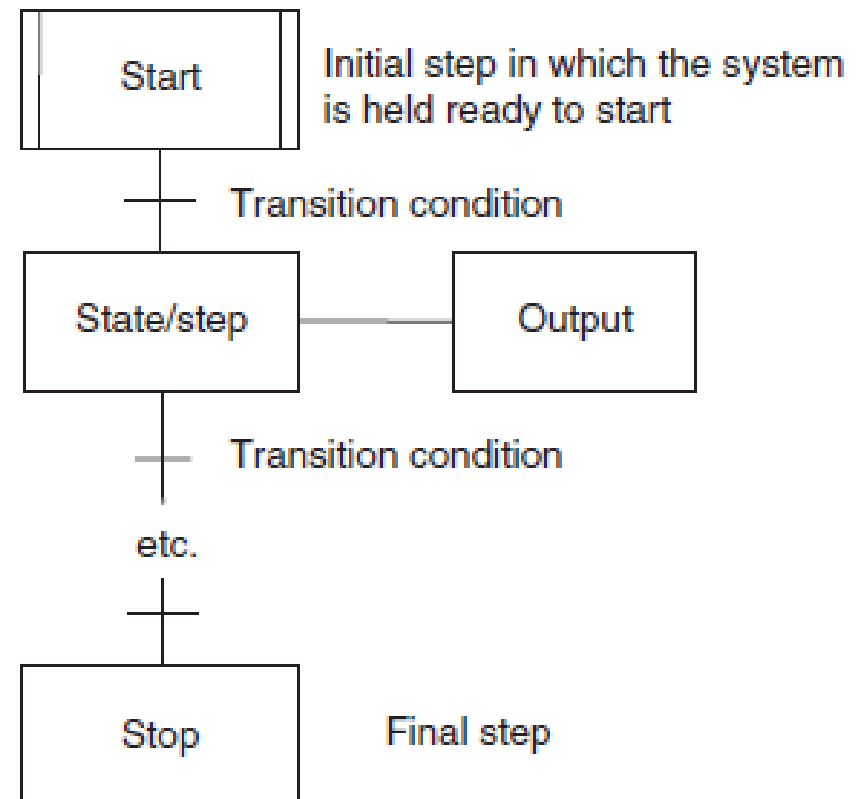 Start
Initial step in which the system
is held ready to start
Transition condition
State/step
Output
Transition condition
etc.
Stop
Final step